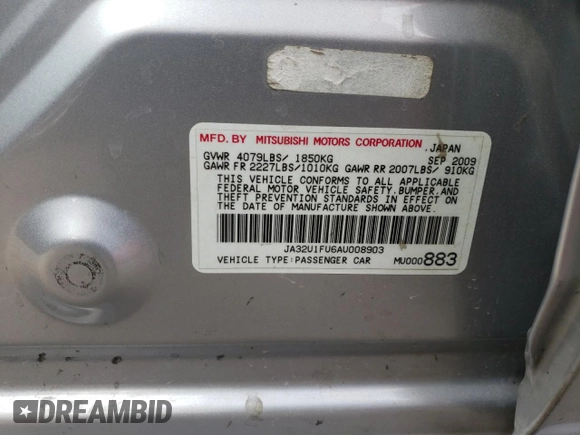 MFD. BY MITSUBISHI MOTORS CORPORATION, JAPAN
GVWR 4079LBS/ 1850KG SEP 2009
GAWR FR 2227LBS/1010KG GAWR RR 2007LBS/ 910KG
THIS VEHICLE CONFORMS TO ALL APPLICABLE
FEDERAL MOTOR VEHICLE SAFETY, BUMPER, AND
THEFT PREVENTION STANDARDS IN EFFECT ON
THE DATE OF MANUFACTURE SHOWN ABOVE.
JA32U1FU6AU008903
VEHICLE TYPE:PASSENGER CAR MU000883
DREAMBID